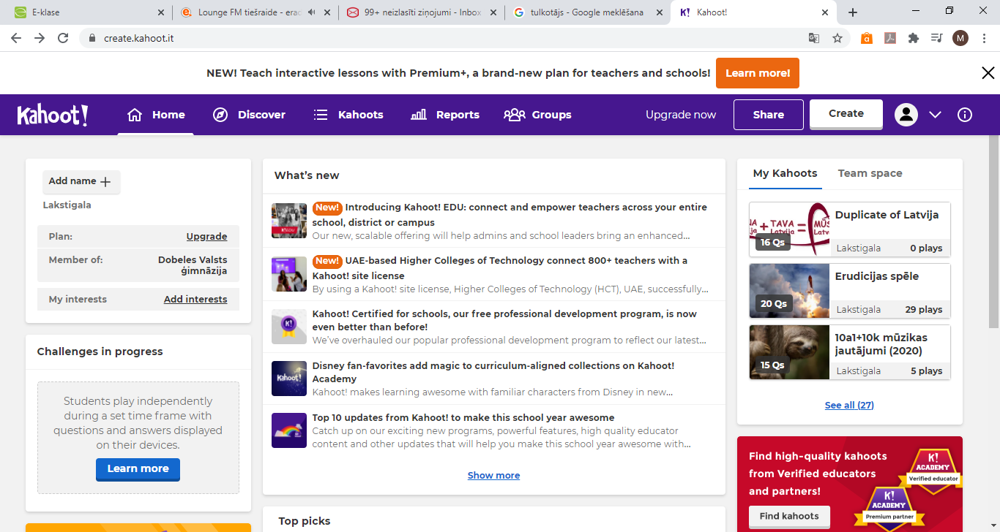 E-klase
Lounge FM tiešraide - erad
99+ neizlasīti ziņojumi - Inbox
tulkotājs - Google meklēšana
Kahoot!
create.kahoot.it
M
NEW! Teach interactive lessons with Premium+, a brand-new plan for teachers and schools!
Learn more!
Kahoot!
Home
Discover
Kahoots
Reports
Groups
Upgrade now
Share
Create
Add name
Lakstigala
Plan:
Upgrade
Member of:
Dobeles Valsts
ģimnāzija
My interests
Add interests
Challenges in progress
Students play independently
during a set time frame with
questions and answers displayed
on their devices.
Learn more
What's new
New! Introducing Kahoot! EDU: connect and empower teachers across your entire
school, district or campus
Our new, scalable offering will help admins and school leaders bring an enhanced...
K!EDU
New! UAE-based Higher Colleges of Technology connect 800+ teachers with a
Kahoot! site license
By using a Kahoot! site license, Higher Colleges of Technology (HCT), UAE, successfully...
K!
Kahoot! Certified for schools, our free professional development program, is now
even better than before!
We've overhauled our popular professional development program to reflect our latest...
Kahoot!
Disney fan-favorites add magic to curriculum-aligned collections on Kahoot!
Academy
Kahoot! makes learning awesome with familiar characters from Disney in new...
Top 10 updates from Kahoot! to make this school year awesome
Catch up on our exciting new programs, powerful features, high quality educator
content and other updates that will help you make this school year awesome with...
Show more
Top picks
My Kahoots
Team space
+ TAVA =
Latvija
16 Qs
Duplicate of Latvija
Lakstigala
0 plays
20 Qs
Erudicijas spēle
Lakstigala
29 plays
15 Qs
10a1+10k mūzikas
jautājumi (2020)
Lakstigala
5 plays
See all (27)
Find high-quality kahoots
from Verified educators
and partners!
Find kahoots
K!
ACADEMY
Verified educator
K!
ACADEMY
Premium partner